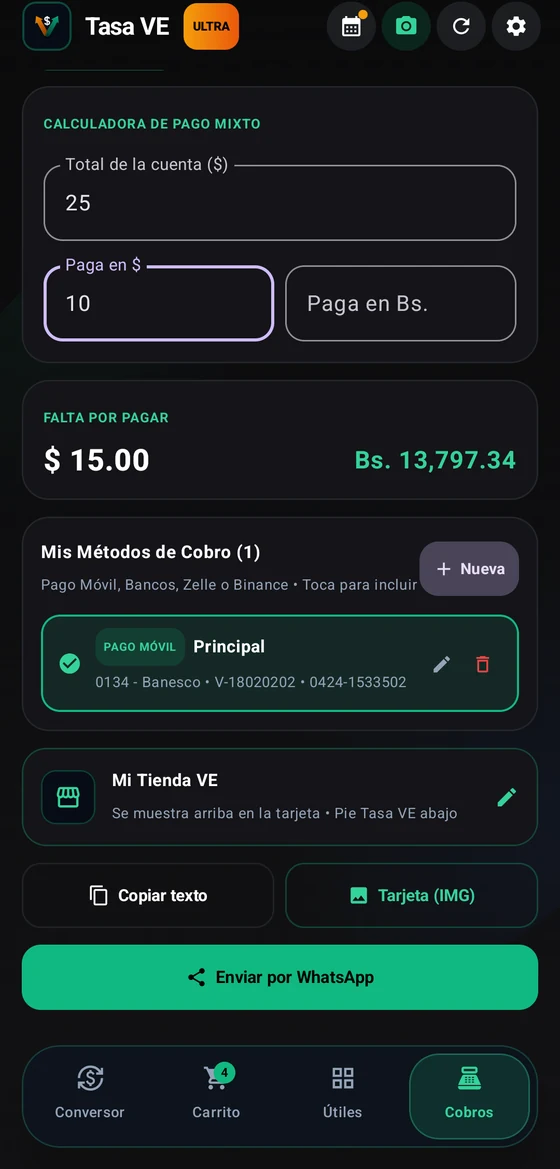 Tasa VE ULTRA
CALCULADORA DE PAGO MIXTO
Total de la cuenta ($)
25
Paga en $
10
Paga en Bs.
FALTA POR PAGAR
$ 15.00
Bs. 13,797.34
Mis Métodos de Cobro (1)
Pago Móvil, Bancos, Zelle o Binance • Toca para incluir
+ Nueva
PAGO MÓVIL Principal
0134 - Banesco • V-18020202 • 0424-1533502
Mi Tienda VE
Se muestra arriba en la tarjeta • Pie Tasa VE abajo
Copiar texto
Tarjeta (IMG)
Enviar por WhatsApp
4
Conversor
Carrito
Útiles
Cobros